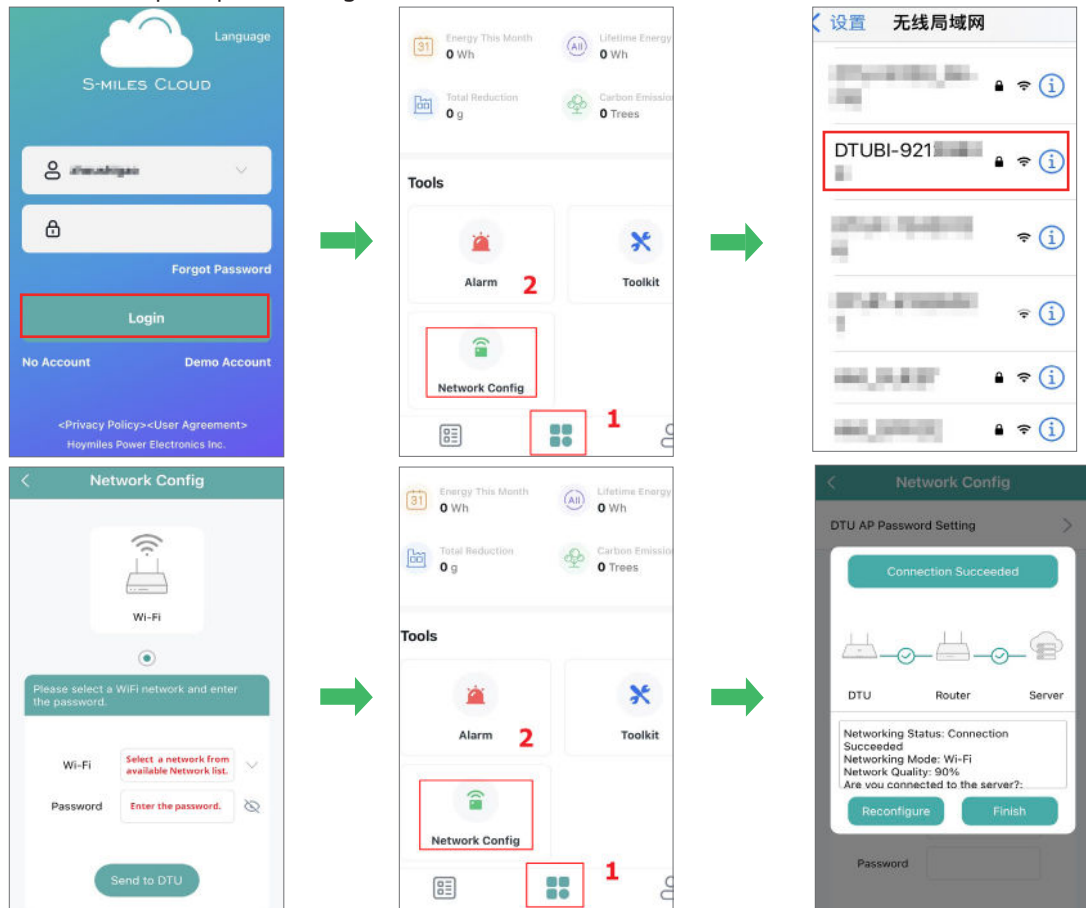 Language
S-MILES CLOUD
Forgot Password
Login
No Account
Demo Account
<Privacy Policy><User Agreement>
Hoymiles Power Electronics Inc.
31
Energy This Month
0 Wh
All
Lifetime Energy
0 Wh
Total Reduction
0 g
Carbon Emissio
0 Trees
Tools
Alarm
2
Toolkit
Network Config
1
设置
无线局域网
DTUBI-921
Network Config
Wi-Fi
Please select a WiFi network and enter
the password.
Wi-Fi
Select a network from
available Network list.
Password
Enter the password.
Send to DTU
31
Energy This Month
0 Wh
All
Lifetime Energy
0 Wh
Total Reduction
0 g
Carbon Emissio
0 Trees
Tools
Alarm
2
Toolkit
Network Config
1
Network Config
DTU AP Password Setting
Connection Succeeded
DTU
Router
Server
Networking Status: Connection
Succeeded
Networking Mode: Wi-Fi
Network Quality: 90%
Are you connected to the server?:
Reconfigure
Finish
Password